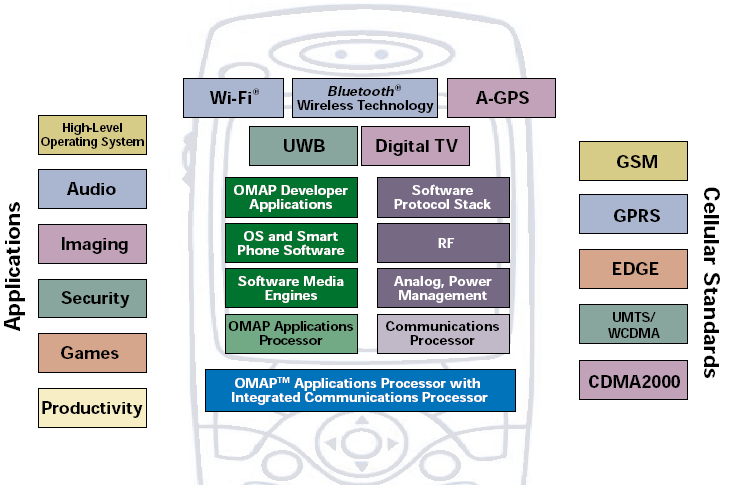 Wi-Fi®
Bluetooth®
Wireless Technology
A-GPS
UWB
Digital TV
Applications
High-Level
Operating System
Audio
Imaging
Security
Games
Productivity
OMAP Developer
Applications
Software
Protocol Stack
OS and Smart
Phone Software
RF
Software Media
Engines
Analog, Power
Management
OMAP Applications
Processor
Communications
Processor
OMAP™ Applications Processor with
Integrated Communications Processor
GSM
GPRS
EDGE
UMTS/
WCDMA
CDMA2000
Cellular Standards